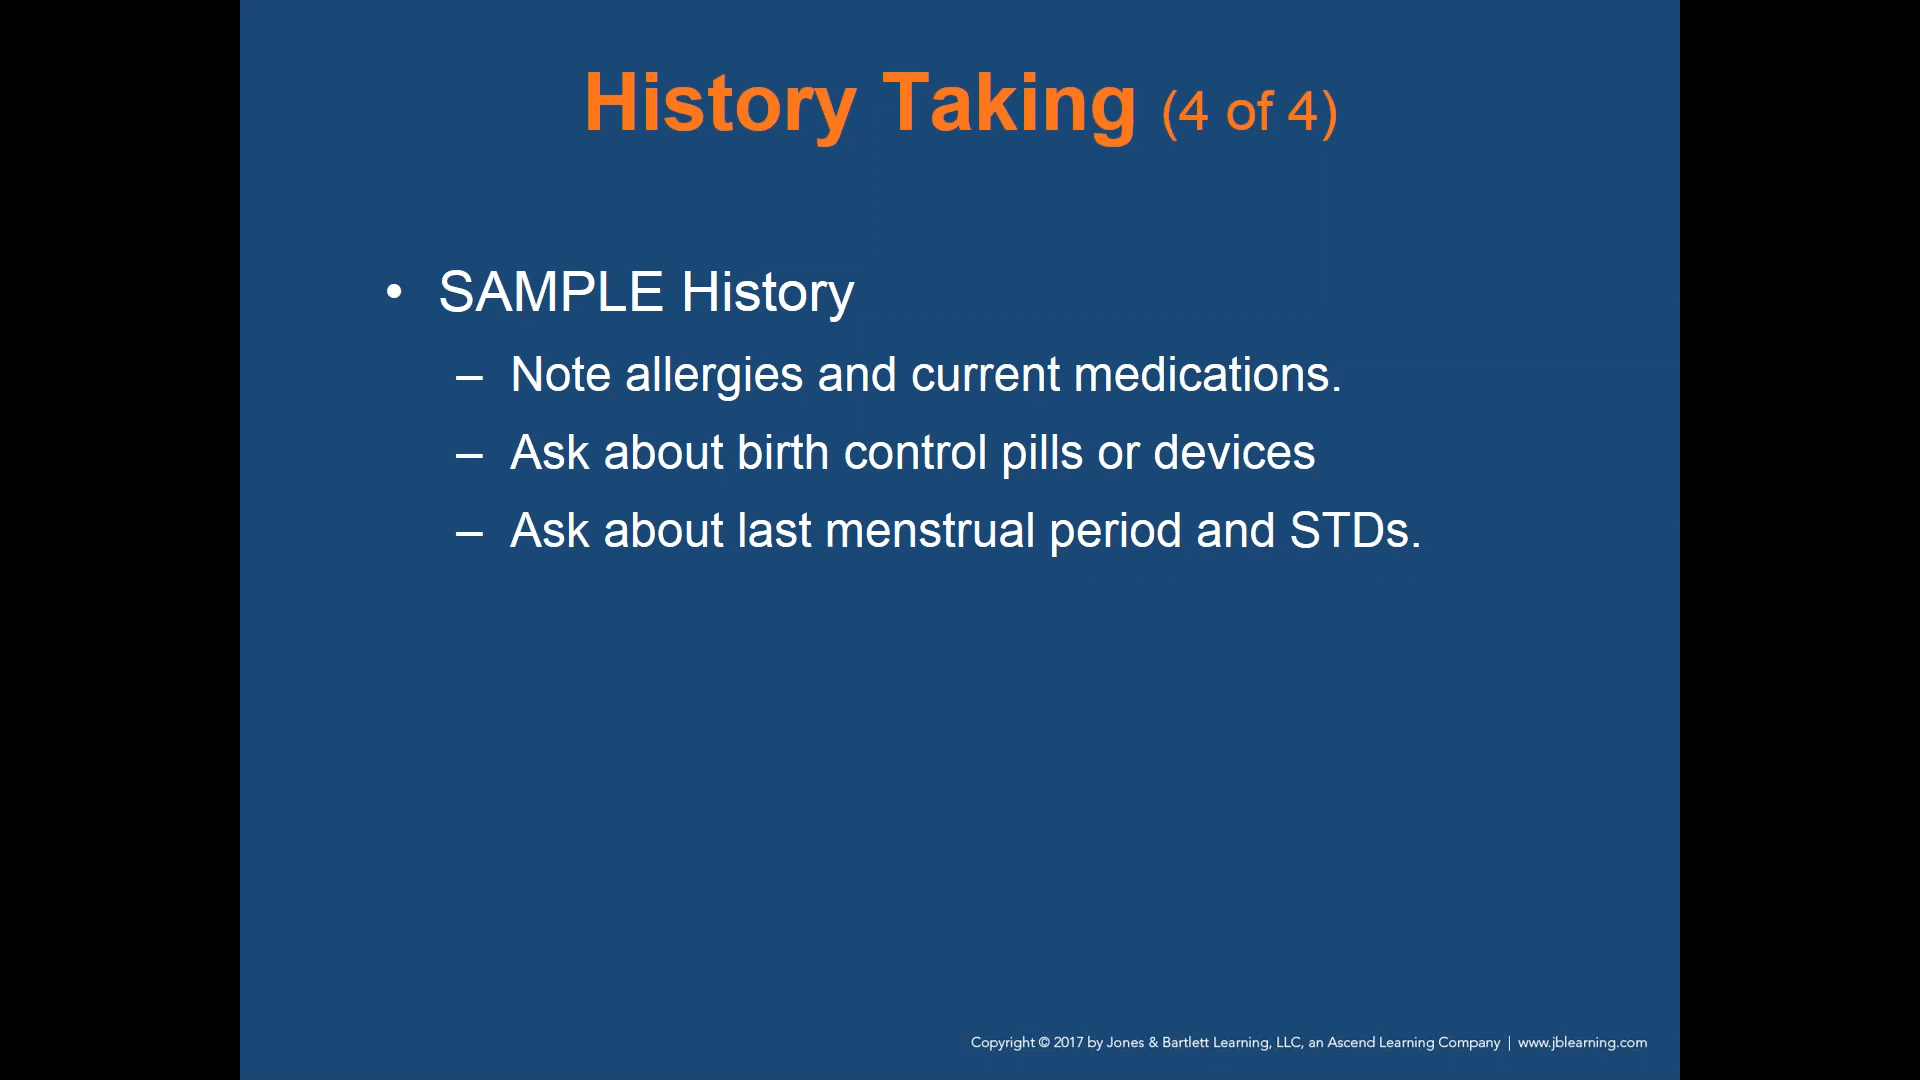 History Taking (4 of 4)
• SAMPLE History
– Note allergies and current medications.
– Ask about birth control pills or devices
– Ask about last menstrual period and STDs.
Copyright © 2017 by Jones & Bartlett Learning, LLC, an Ascend Learning Company | www.jblearning.com